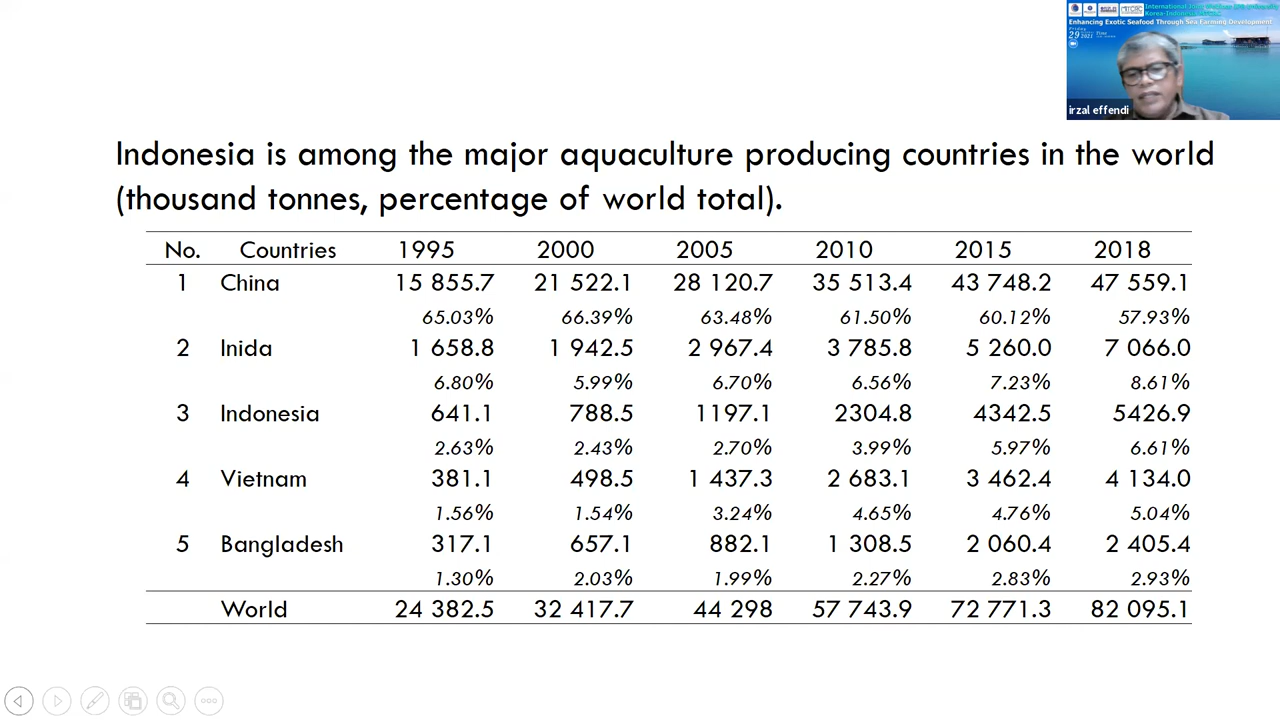 International
Korea-Indonesia
Enhancing Exotic Seafood Through Sea Farming Development
Friday
29 2021 Time
irzal effendi
Indonesia is among the major aquaculture producing countries in the world
(thousand tonnes, percentage of world total).
No. Countries 1995 2000 2005 2010 2015 2018
1 China 15 855.7 21 522.1 28 120.7 35 513.4 43 748.2 47 559.1
65.03% 66.39% 63.48% 61.50% 60.12% 57.93%
2 Inida 1 658.8 1 942.5 2 967.4 3 785.8 5 260.0 7 066.0
6.80% 5.99% 6.70% 6.56% 7.23% 8.61%
3 Indonesia 641.1 788.5 1197.1 2304.8 4342.5 5426.9
2.63% 2.43% 2.70% 3.99% 5.97% 6.61%
4 Vietnam 381.1 498.5 1 437.3 2 683.1 3 462.4 4 134.0
1.56% 1.54% 3.24% 4.65% 4.76% 5.04%
5 Bangladesh 317.1 657.1 882.1 1 308.5 2 060.4 2 405.4
1.30% 2.03% 1.99% 2.27% 2.83% 2.93%
World 24 382.5 32 417.7 44 298 57 743.9 72 771.3 82 095.1